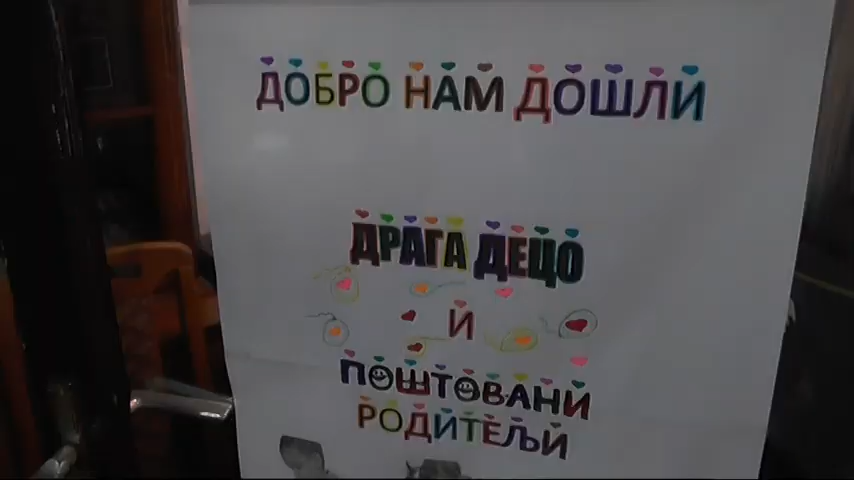 ДОБРО НАМ ДОШЛИ
ДРАГА ДЕЦО
И
ПОШТОВАНИ
РОДИТЕЉИ